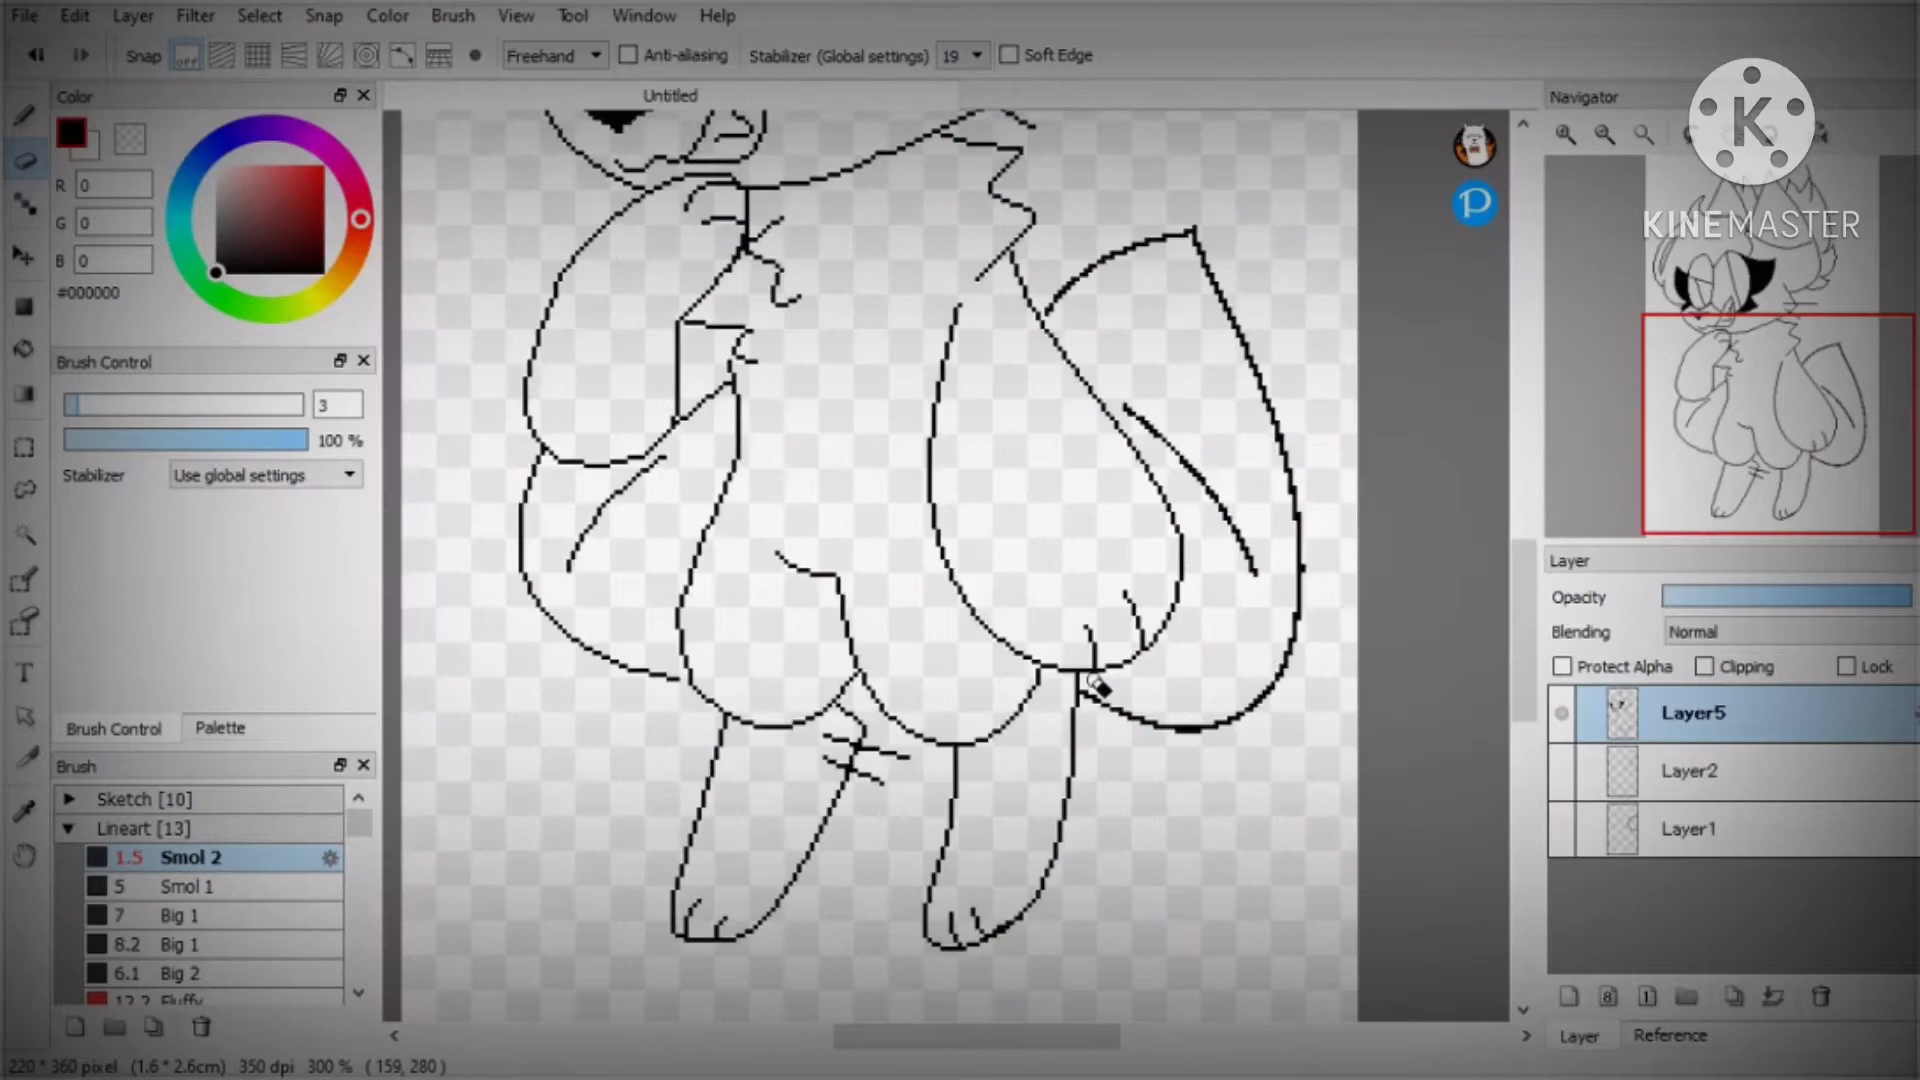 File Edit Layer Filter Select Snap Color Brush View Tool Window Help
Snap off Freehand Anti-aliasing Stabilizer (Global settings) 19 Soft Edge
Color
R 0
G 0
B 0
#000000
Brush Control
3
100 %
Stabilizer Use global settings
Brush Control Palette
Brush
Sketch [10]
Lineart [13]
1.5 Smol 2
5 Smol 1
7 Big 1
8.2 Big 1
6.1 Big 2
12.2 Fluffy
220 * 360 pixel (1.6 * 2.6cm) 350 dpi 300 % ( 159, 280 )
Untitled
P
Navigator
K
KINEMASTER
Layer
Opacity
Blending Normal
Protect Alpha Clipping Lock
Layer5
Layer2
Layer1
8 1
Layer Reference